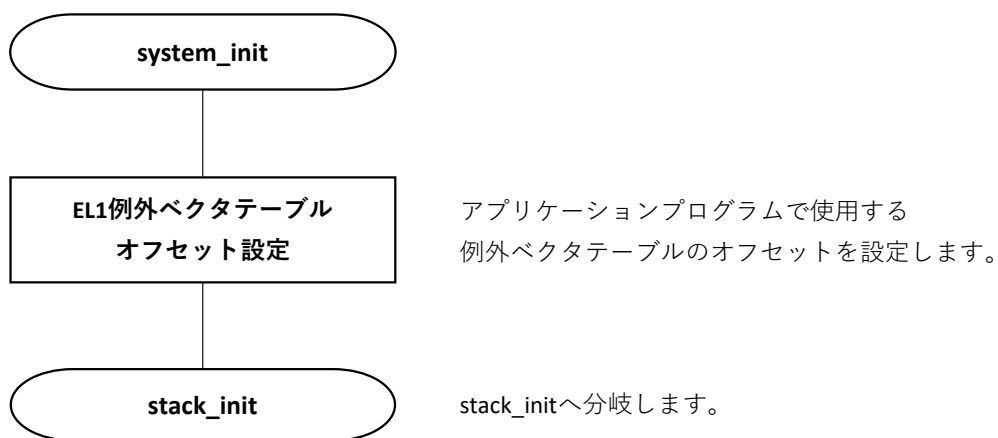 system_init
EL1例外ベクタテーブル
オフセット設定
アプリケーションプログラムで使用する
例外ベクタテーブルのオフセットを設定します。
stack_init
stack_initへ分岐します。